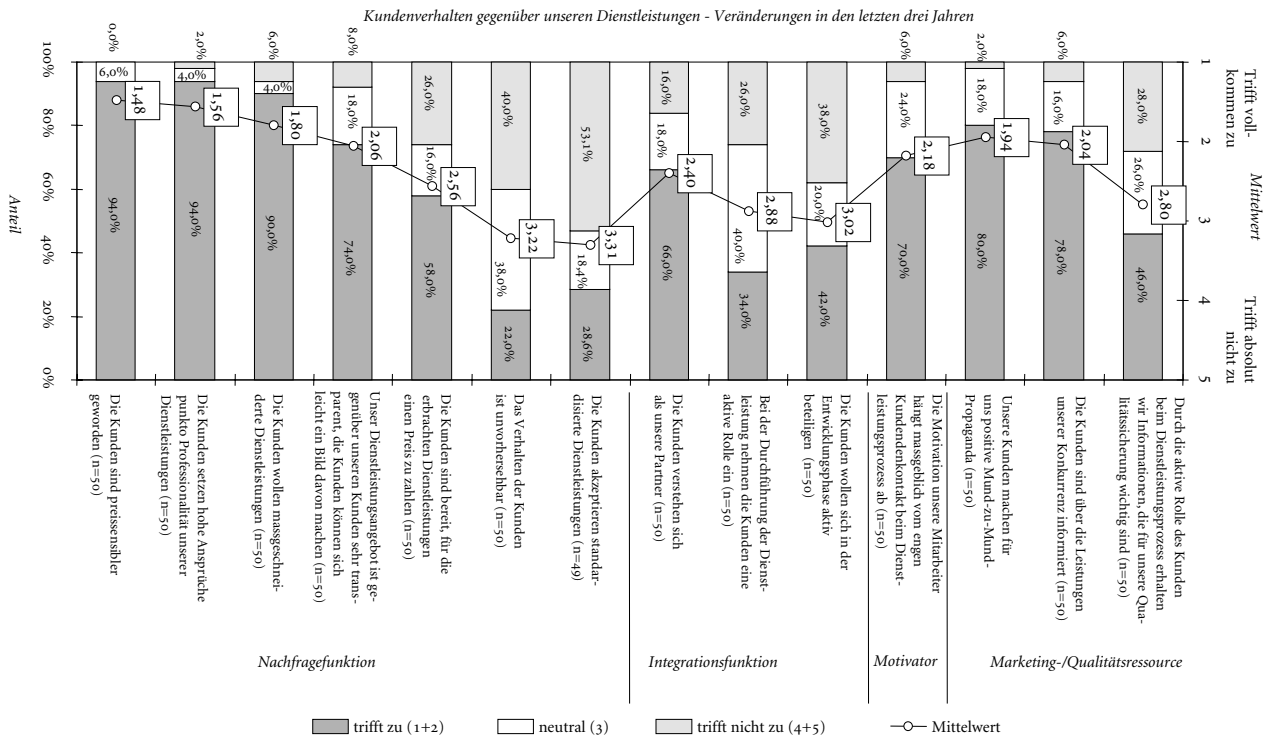 Kundenverhalten gegenüber unseren Dienstleistungen - Veränderungen in den letzten drei Jahren
0,0%
2,0%
6,0%
8,0%
6,0%
2,0%
6,0%
100%
80%
60%
40%
20%
0%
Anteil
6,0%
94,0%
1,48
4,0%
94,0%
1,56
4,0%
90,0%
1,80
18,0%
74,0%
2,06
26,0%
16,0%
58,0%
2,56
40,0%
38,0%
22,0%
3,22
53,1%
18,4%
28,6%
3,31
16,0%
18,0%
66,0%
2,40
26,0%
40,0%
34,0%
2,88
38,0%
20,0%
42,0%
3,02
24,0%
70,0%
2,18
18,0%
80,0%
1,94
16,0%
78,0%
2,04
28,0%
26,0%
46,0%
2,80
1
2
3
4
5
Trifft voll-
kommen zu
Mittelwert
Trifft absolut
nicht zu
Die Kunden sind preissensibler
geworden (n=50)
Die Kunden setzen hohe Ansprüche
punkto Professionalität unserer
Dienstleistungen (n=50)
Die Kunden wollen massgeschnei-
derte Dienstleistungen (n=50)
Unser Dienstleistungsangebot ist ge-
genüber unseren Kunden sehr trans-
parent, die Kunden können sich
leicht ein Bild davon machen (n=50)
Die Kunden sind bereit, für die
erbrachten Dienstleistungen
einen Preis zu zahlen (n=50)
Das Verhalten der Kunden
ist unvorhersehbar (n=50)
Die Kunden akzeptieren standar-
disierte Dienstleistungen (n=49)
Die Kunden verstehen sich
als unsere Partner (n=50)
Bei der Durchführung der Dienst-
leistung nehmen die Kunden eine
aktive Rolle ein (n=50)
Die Kunden wollen sich in der
Entwicklungsphase aktiv
beteiligen (n=50)
Die Motivation unsere Mitarbeiter
hängt massgeblich vom engen
Kundendenkontakt beim Dienst-
leistungsprozess ab (n=50)
Unsere Kunden machen für
uns positive Mund-zu-Mund-
Propaganda (n=50)
Die Kunden sind über die Leistungen
unserer Konkurrenz informiert (n=50)
Durch die aktive Rolle des Kunden
beim Dienstleistungsprozess erhalten
wir Informationen, die für unsere Qua-
litätssicherung wichtig sind (n=50)
Nachfragefunktion
Integrationsfunktion
Motivator
Marketing-/Qualitätsressource
trifft zu (1+2)
neutral (3)
trifft nicht zu (4+5)
Mittelwert